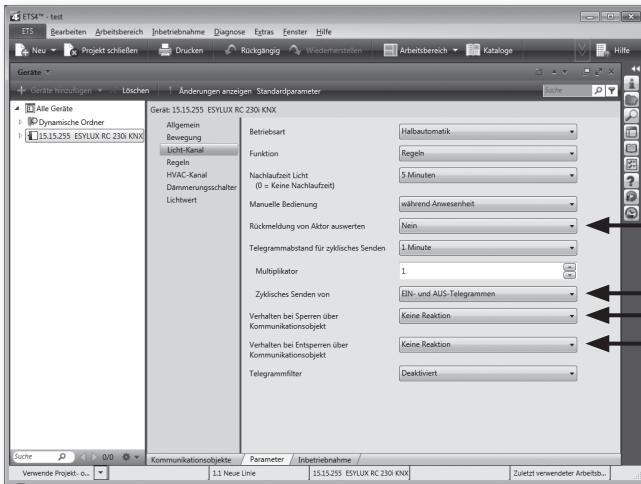 ETS4™ - test
ETS Bearbeiten Arbeitsbereich Inbetriebnahme Diagnose Extras Fenster Hilfe
Neu Projekt schließen Drucken Rückgängig Wiederherstellen Arbeitsbereich Kataloge Hilfe
Geräte
Geräte hinzufügen Löschen Änderungen anzeigen Standardparameter Suche
Alle Geräte
Dynamische Ordner
15.15.255 ESYLUX RC 230i KNX
Gerät: 15.15.255 ESYLUX RC 230i KNX
Allgemein
Bewegung
Licht-Kanal
Regeln
HVAC-Kanal
Dämmerungsschalter
Lichtwert
Betriebsart Halbautomatik
Funktion Regeln
Nachlaufzeit Licht 5 Minuten
(0 = Keine Nachlaufzeit)
Manuelle Bedienung während Anwesenheit
Rückmeldung von Aktor auswerten Nein
Telegrammabstand für zyklisches Senden 1 Minute
Multiplikator 1
Zyklisches Senden von EIN- und AUS-Telegrammen
Verhalten bei Sperren über Keine Reaktion
Kommunikationsobjekt
Verhalten bei Entsperren über Keine Reaktion
Kommunikationsobjekt
Telegrammfilter Deaktiviert
Suche 0/0
Kommunikationsobjekte Parameter Inbetriebnahme
Verwende Projekt- o... 1.1 Neue Linie 15.15.255 ESYLUX RC 230i KNX Zuletzt verwendeter Arbeitsb...